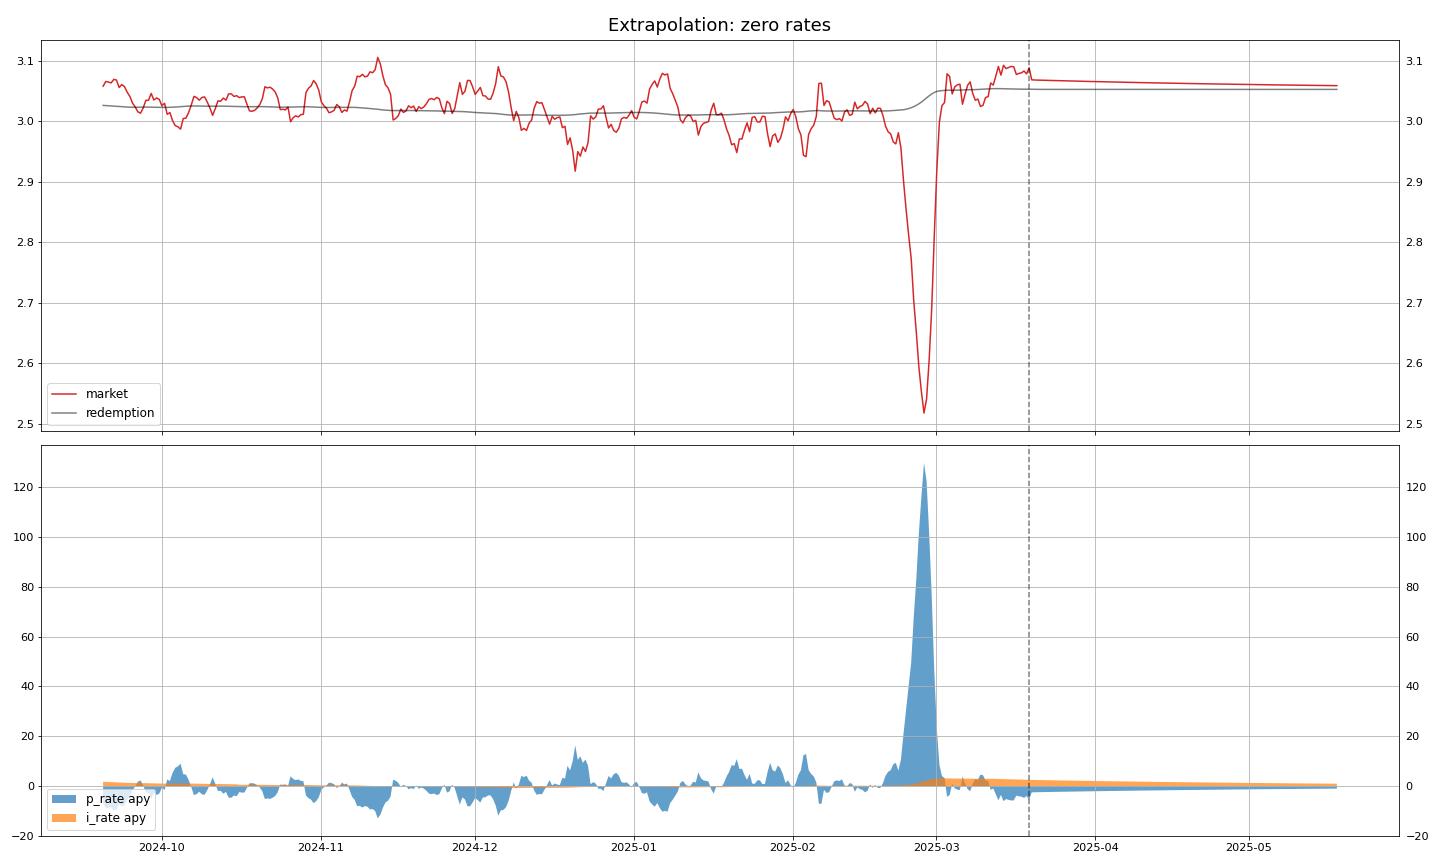 Extrapolation: zero rates
3.1 3.1
3.0 3.0
2.9 2.9
2.8 2.8
2.7 2.7
2.6 2.6
2.5 2.5
market
redemption
120 120
100 100
80 80
60 60
40 40
20 20
0 0
−20 −20
p_rate apy
i_rate apy
2024-10 2024-11 2024-12 2025-01 2025-02 2025-03 2025-04 2025-05